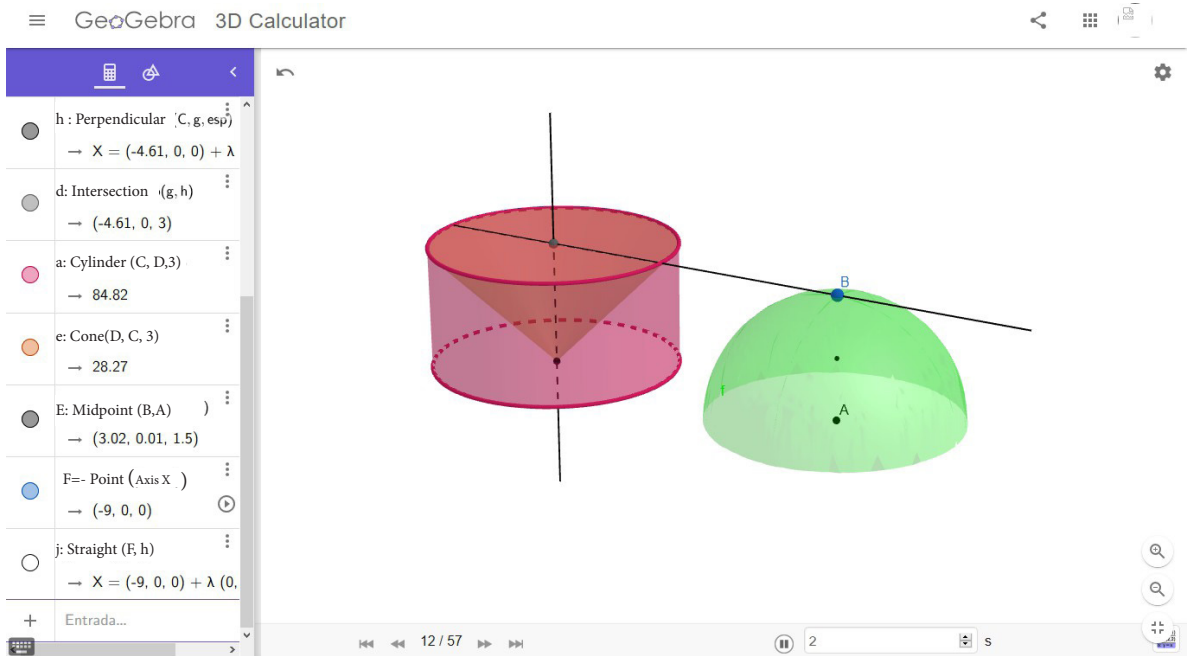 GeoGebra 3D Calculator
h : Perpendicular (C, g, esp)
→ X = (-4.61, 0, 0) + λ
d: Intersection (g, h)
→ (-4.61, 0, 3)
a: Cylinder (C, D,3)
→ 84.82
e: Cone(D, C, 3)
→ 28.27
E: Midpoint (B,A) )
→ (3.02, 0.01, 1.5)
F=- Point (Axis X )
→ (-9, 0, 0)
j: Straight (F, h)
→ X = (-9, 0, 0) + λ (0,
+ Entrada...
B
f
A
12 / 57
2 s